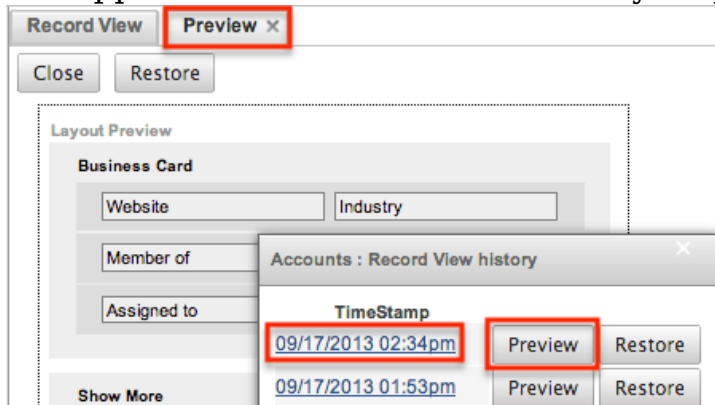 Record View Preview ×
Close Restore
Layout Preview
Business Card
Website Industry
Member of
Assigned to
Show More
Accounts : Record View history ×
TimeStamp
09/17/2013 02:34pm Preview Restore
09/17/2013 01:53pm Preview Restore